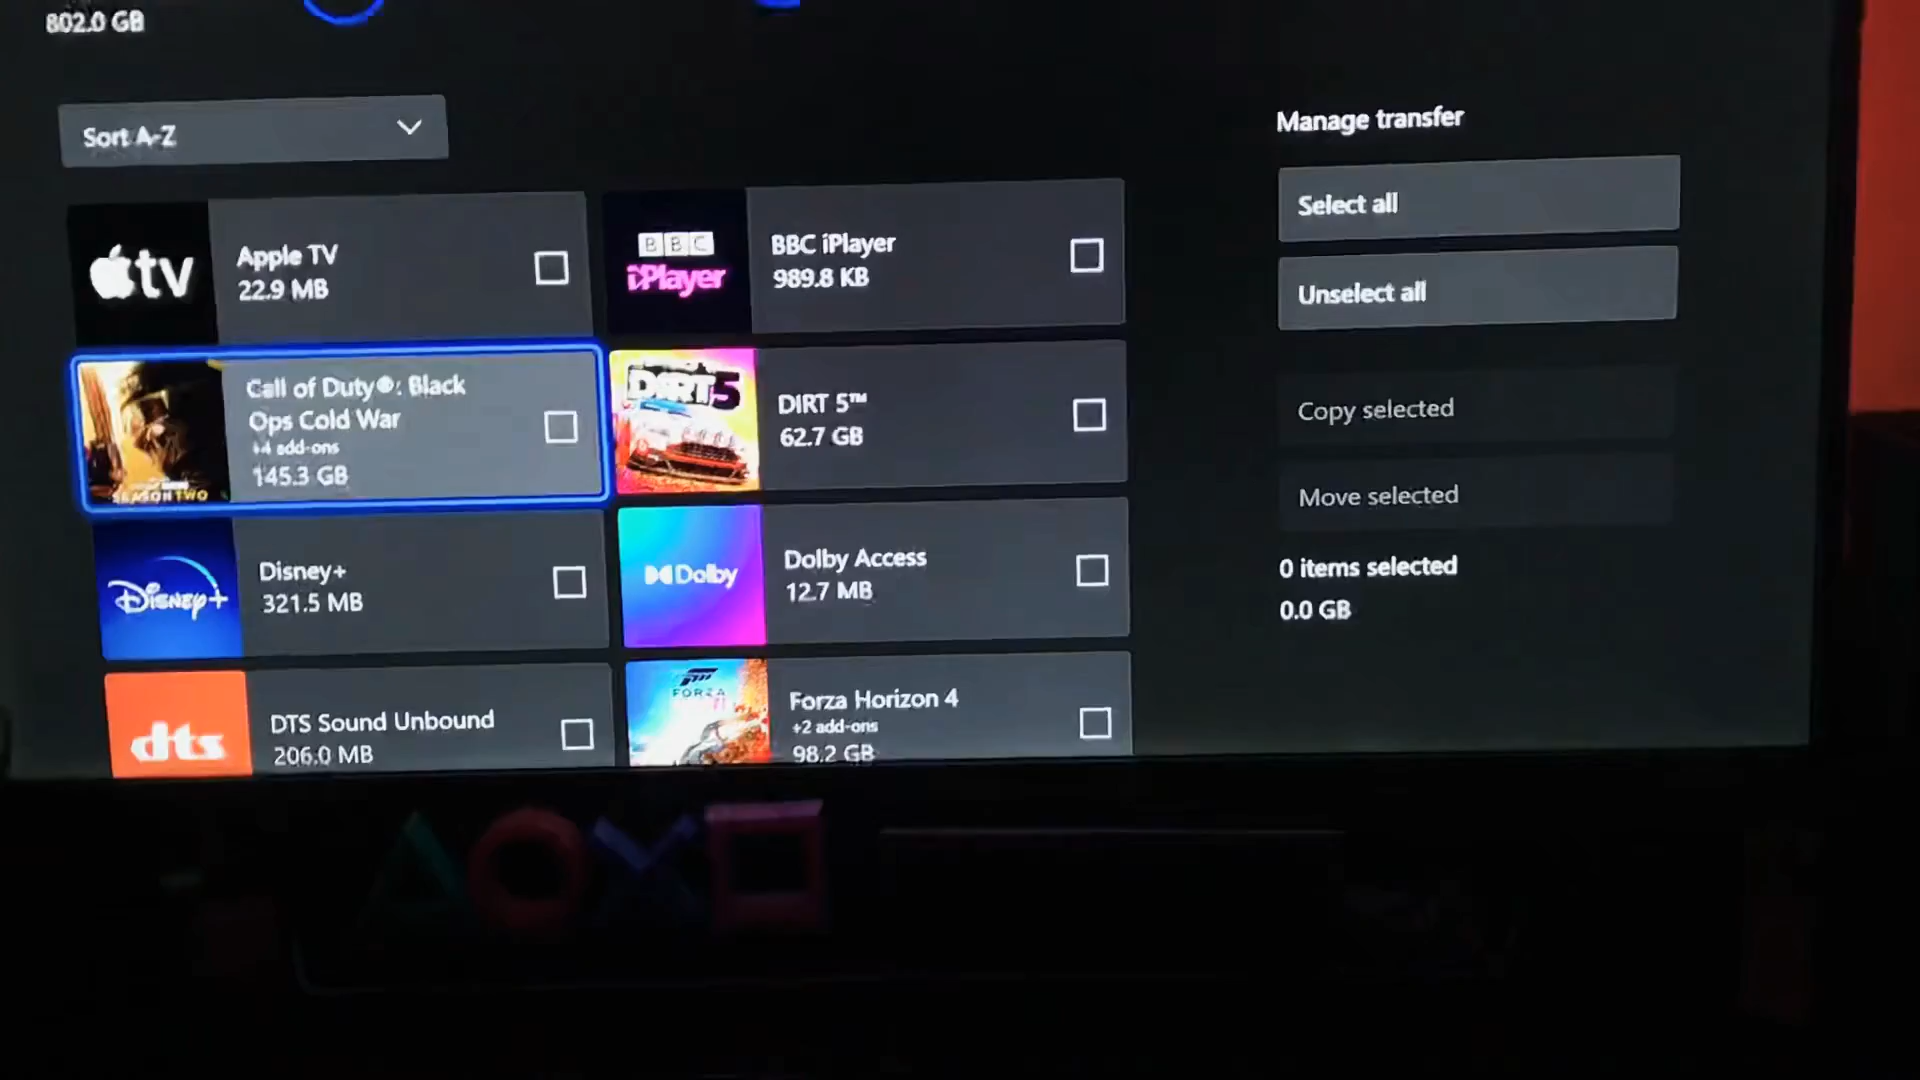 802.0 GB
Sort A-Z
Manage transfer
Select all
Unselect all
Copy selected
Move selected
0 items selected
0.0 GB
tv
Apple TV
22.9 MB
BBC
iPlayer
BBC iPlayer
989.8 KB
SEASON TWO
Call of Duty®: Black
Ops Cold War
+4 add-ons
145.3 GB
DIRT 5
DIRT 5™
62.7 GB
Disney+
Disney+
321.5 MB
Dolby
Dolby Access
12.7 MB
dts
DTS Sound Unbound
206.0 MB
FORZA
Forza Horizon 4
+2 add-ons
98.2 GB